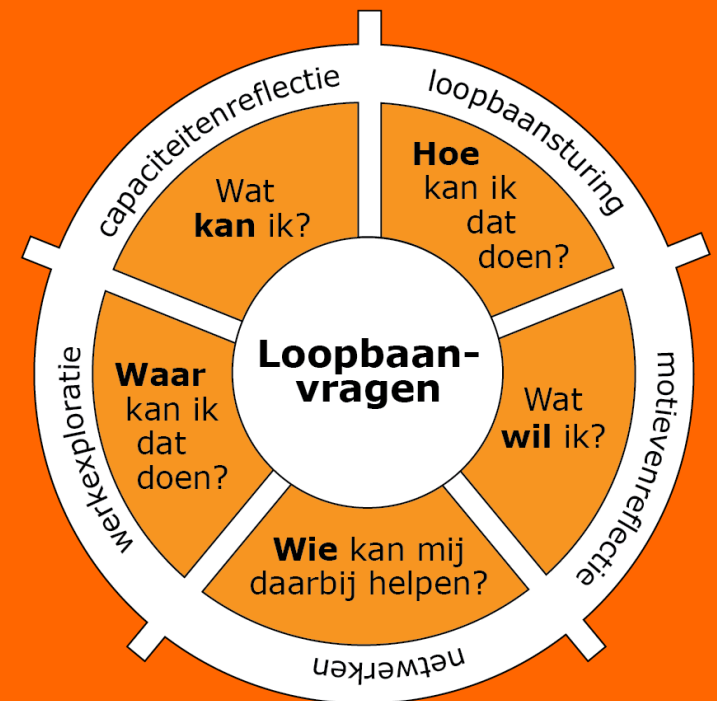 capaciteitenreflectie
loopbaansturing
Hoe
kan ik
dat
doen?
Wat
kan ik?
Loopbaan-
vragen
Waar
kan ik
dat
doen?
Wat
wil ik?
Wie kan mij
daarbij helpen?
werkexploratie
motievenreflectie
netwerken